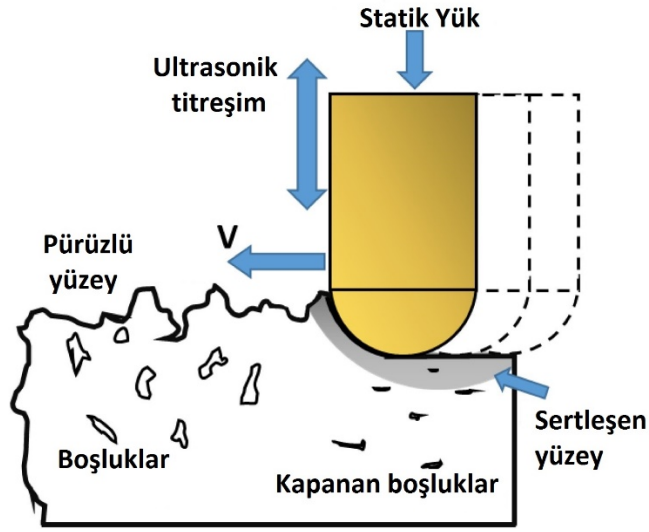 Statik Yük
Ultrasonik
titreşim
V
Pürüzlü
yüzey
Boşluklar
Kapanan boşluklar
Sertleşen
yüzey